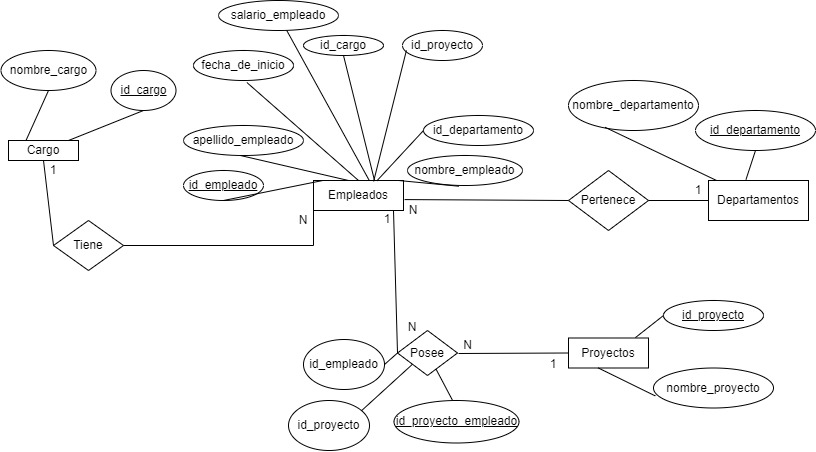 salario_empleado
id_cargo
id_proyecto
nombre_cargo
fecha_de_inicio
id_cargo
nombre_departamento
id_departamento
id_departamento
apellido_empleado
Cargo
1
nombre_empleado
id_empleado
Empleados
N
N
1
Pertenece
1
Departamentos
Tiene
id_proyecto
N
N
Posee
1
Proyectos
id_empleado
nombre_proyecto
id_proyecto
id_proyecto_empleado